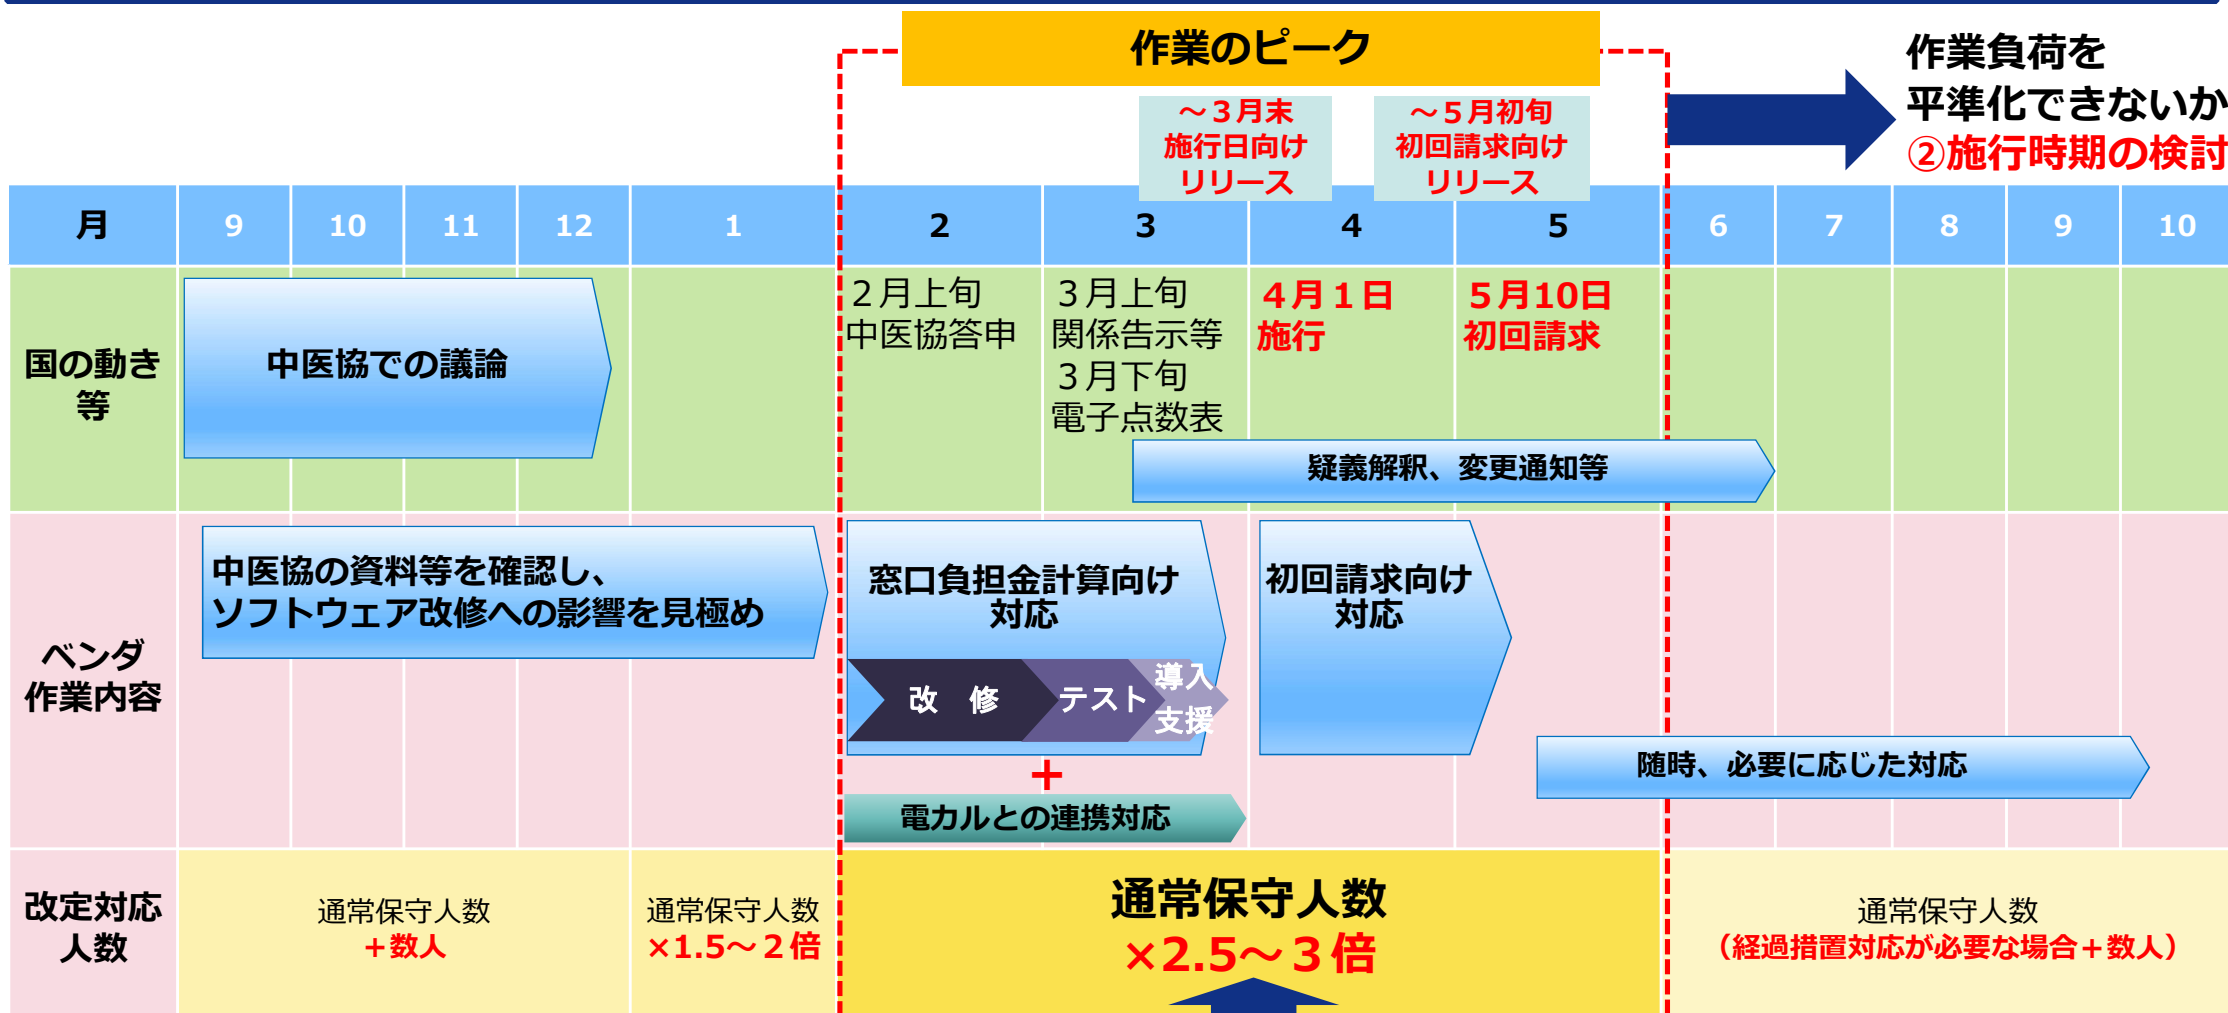 作業のピーク
作業負荷を
平準化できないか
②施行時期の検討
～３月末
施行日向け
リリース
～５月初旬
初回請求向け
リリース
月
9
10
11
12
1
2
3
4
5
6
7
8
9
10
国の動き
等
中医協での議論
２月上旬
中医協答申
３月上旬
関係告示等
３月下旬
電子点数表
４月１日
施行
５月10日
初回請求
疑義解釈、変更通知等
ベンダ
作業内容
中医協の資料等を確認し、
ソフトウェア改修への影響を見極め
窓口負担金計算向け
対応
改　修
テスト
導入
支援
＋
電カルとの連携対応
初回請求向け
対応
随時、必要に応じた対応
改定対応
人数
通常保守人数
＋数人
通常保守人数
×1.5～２倍
通常保守人数
×2.5～３倍
通常保守人数
（経過措置対応が必要な場合＋数人）